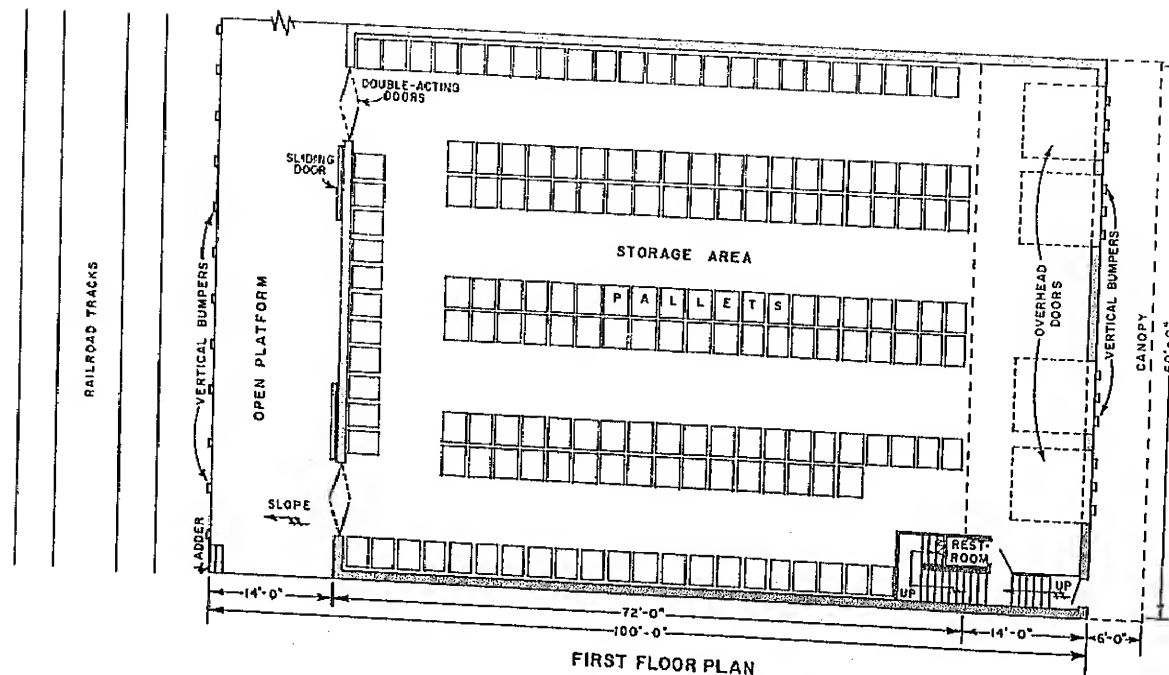 DOUBLE-ACTING
DOORS
SLIDING
DOOR
STORAGE AREA
PALLETS
RAILROAD TRACKS
VERTICAL BUMPERS
OPEN PLATFORM
OVERHEAD
DOORS
VERTICAL BUMPERS
CANOPY
SLOPE
LADDER
REST-
ROOM
UP
UP
14'-0"
72'-0"
14'-0"
6'-0"
100'-0"
FIRST FLOOR PLAN